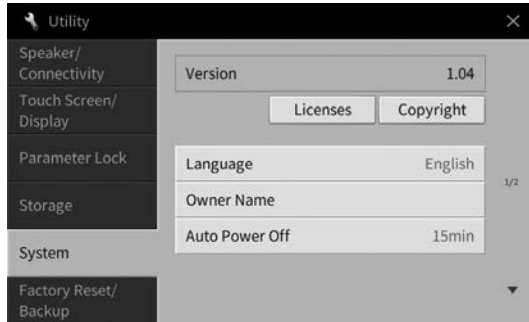 Utility
Speaker/
Connectivity
Touch Screen/
Display
Parameter Lock
Storage
System
Factory Reset/
Backup
Version 1.04
Licenses Copyright
Language English
Owner Name
Auto Power Off 15min
1/2